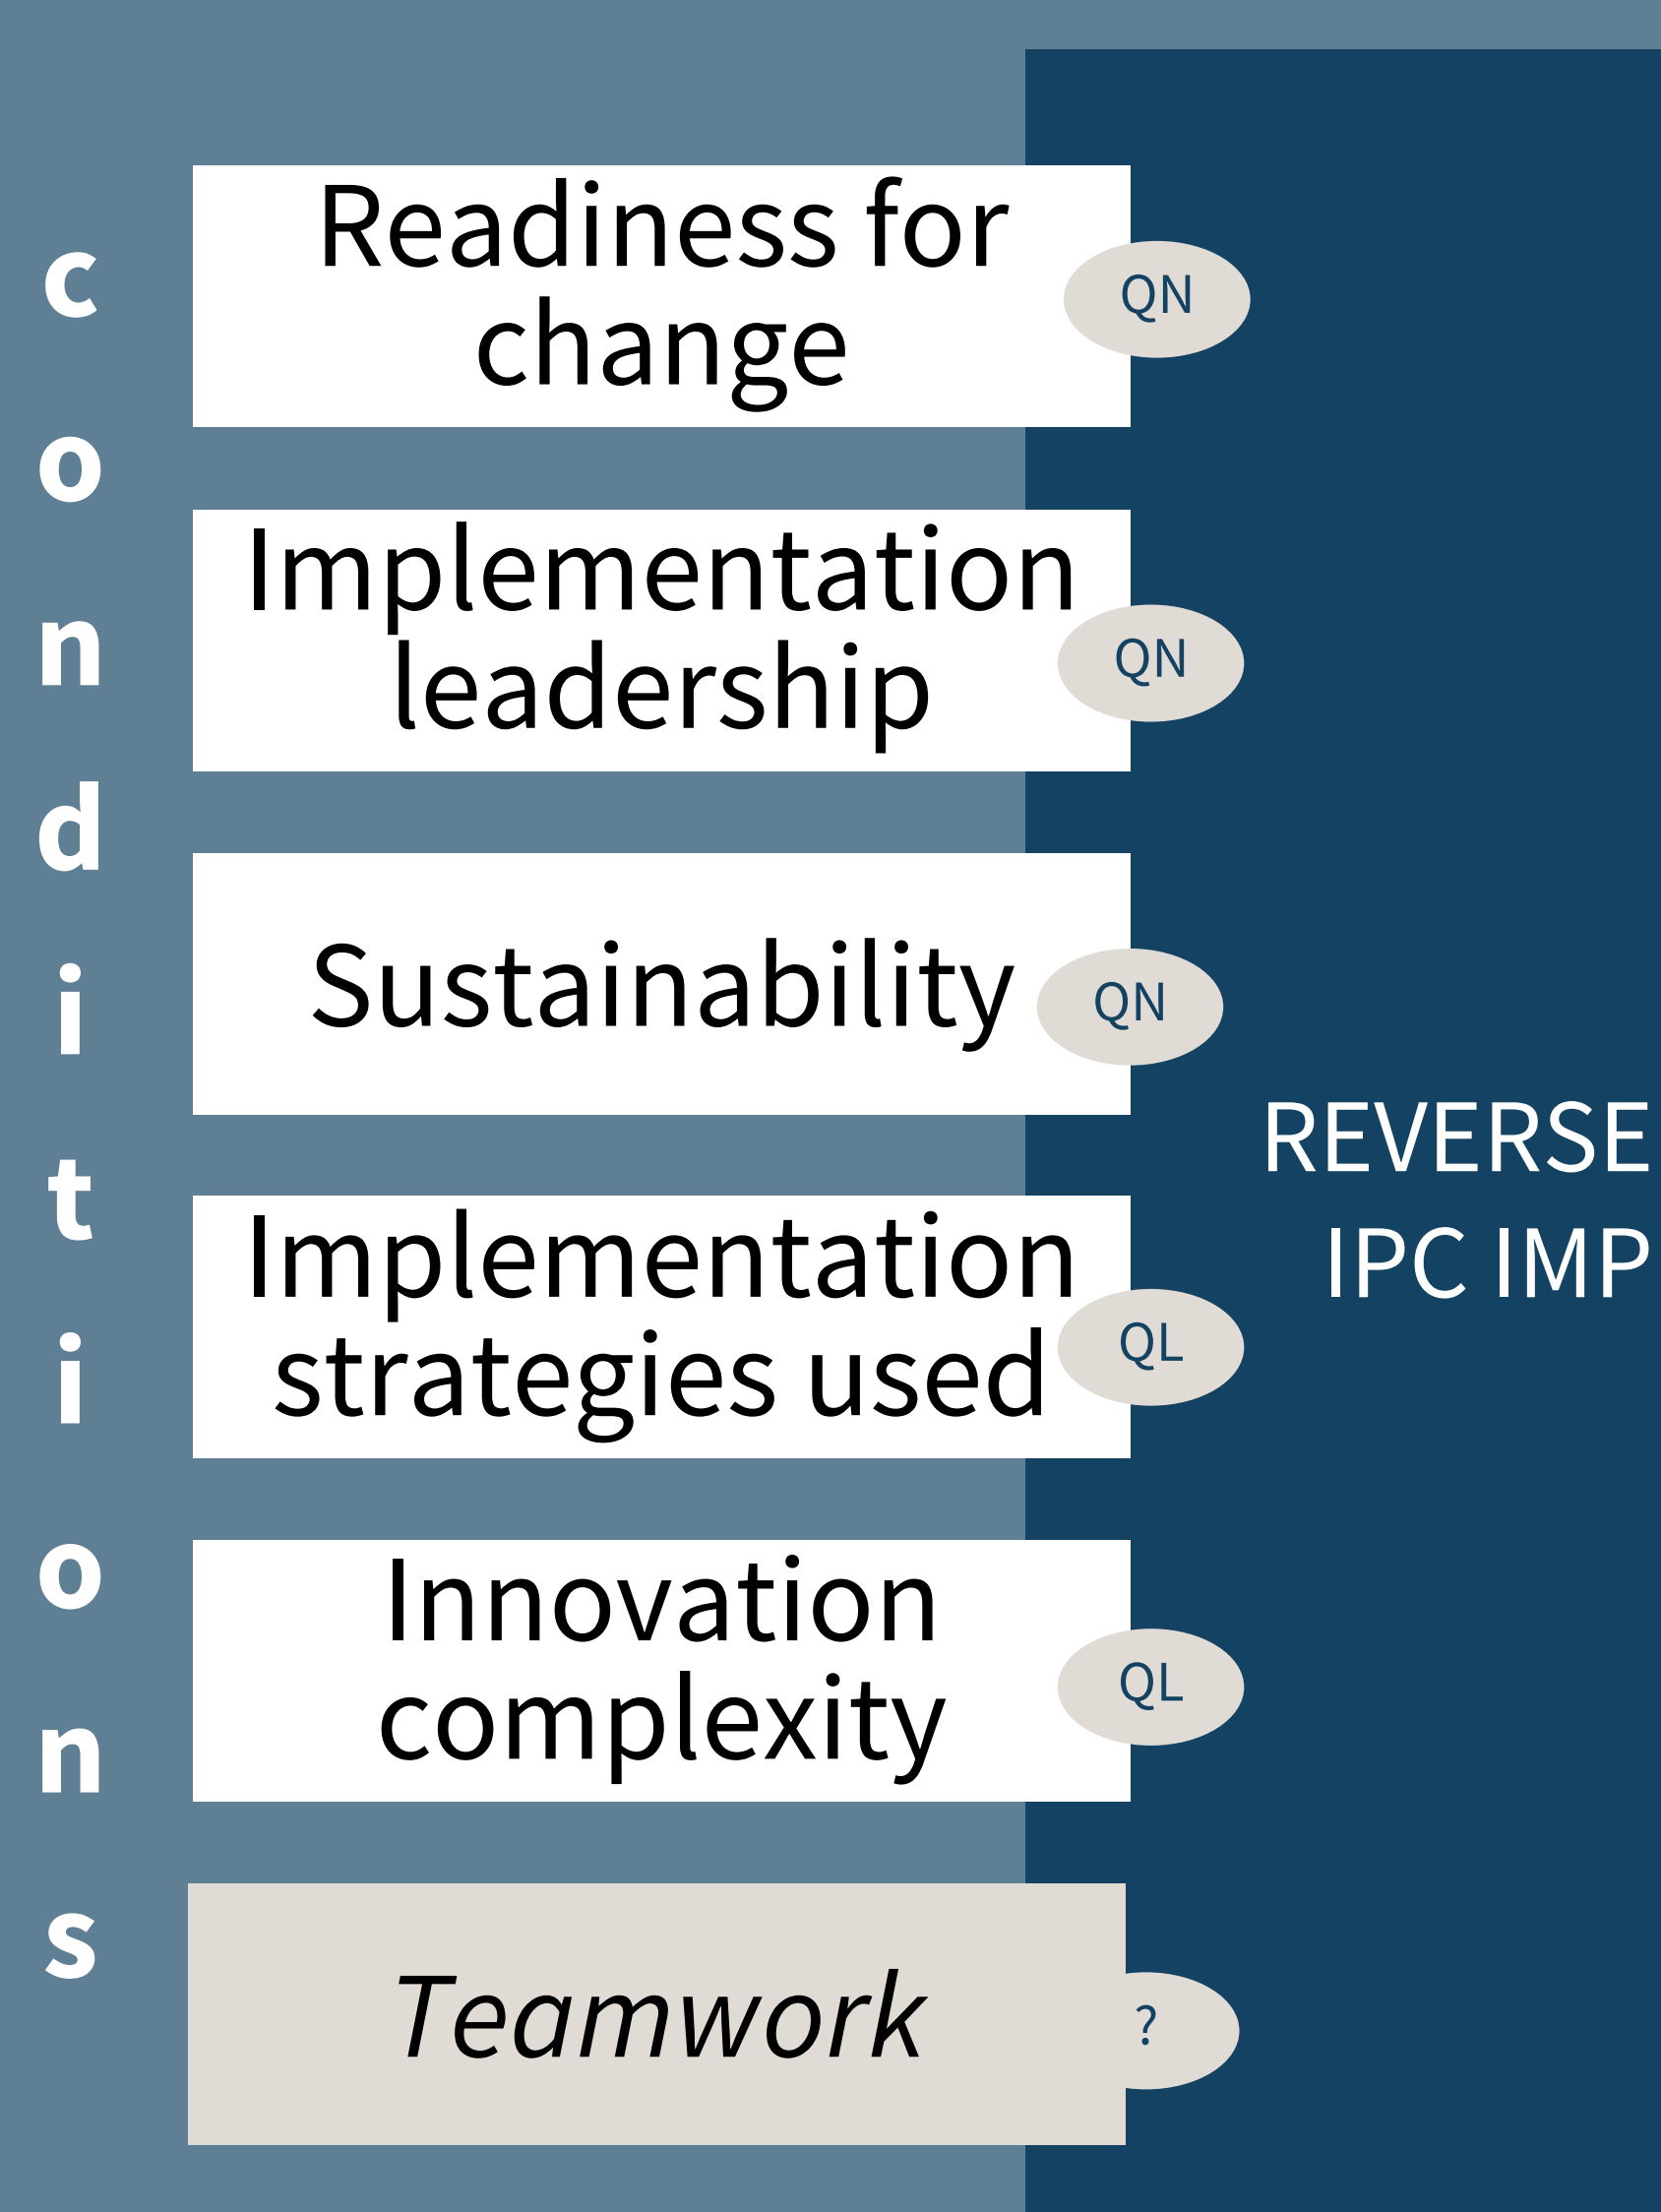 conditions
Readiness for
change
QN
Implementation
leadership
QN
Sustainability
QN
Implementation
strategies used
QL
Innovation
complexity
QL
Teamwork
?
REVERSE
IPC IMP